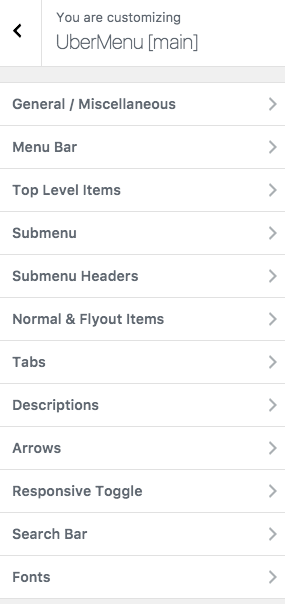 You are customizing
UberMenu [main]
General / Miscellaneous
Menu Bar
Top Level Items
Submenu
Submenu Headers
Normal & Flyout Items
Tabs
Descriptions
Arrows
Responsive Toggle
Search Bar
Fonts